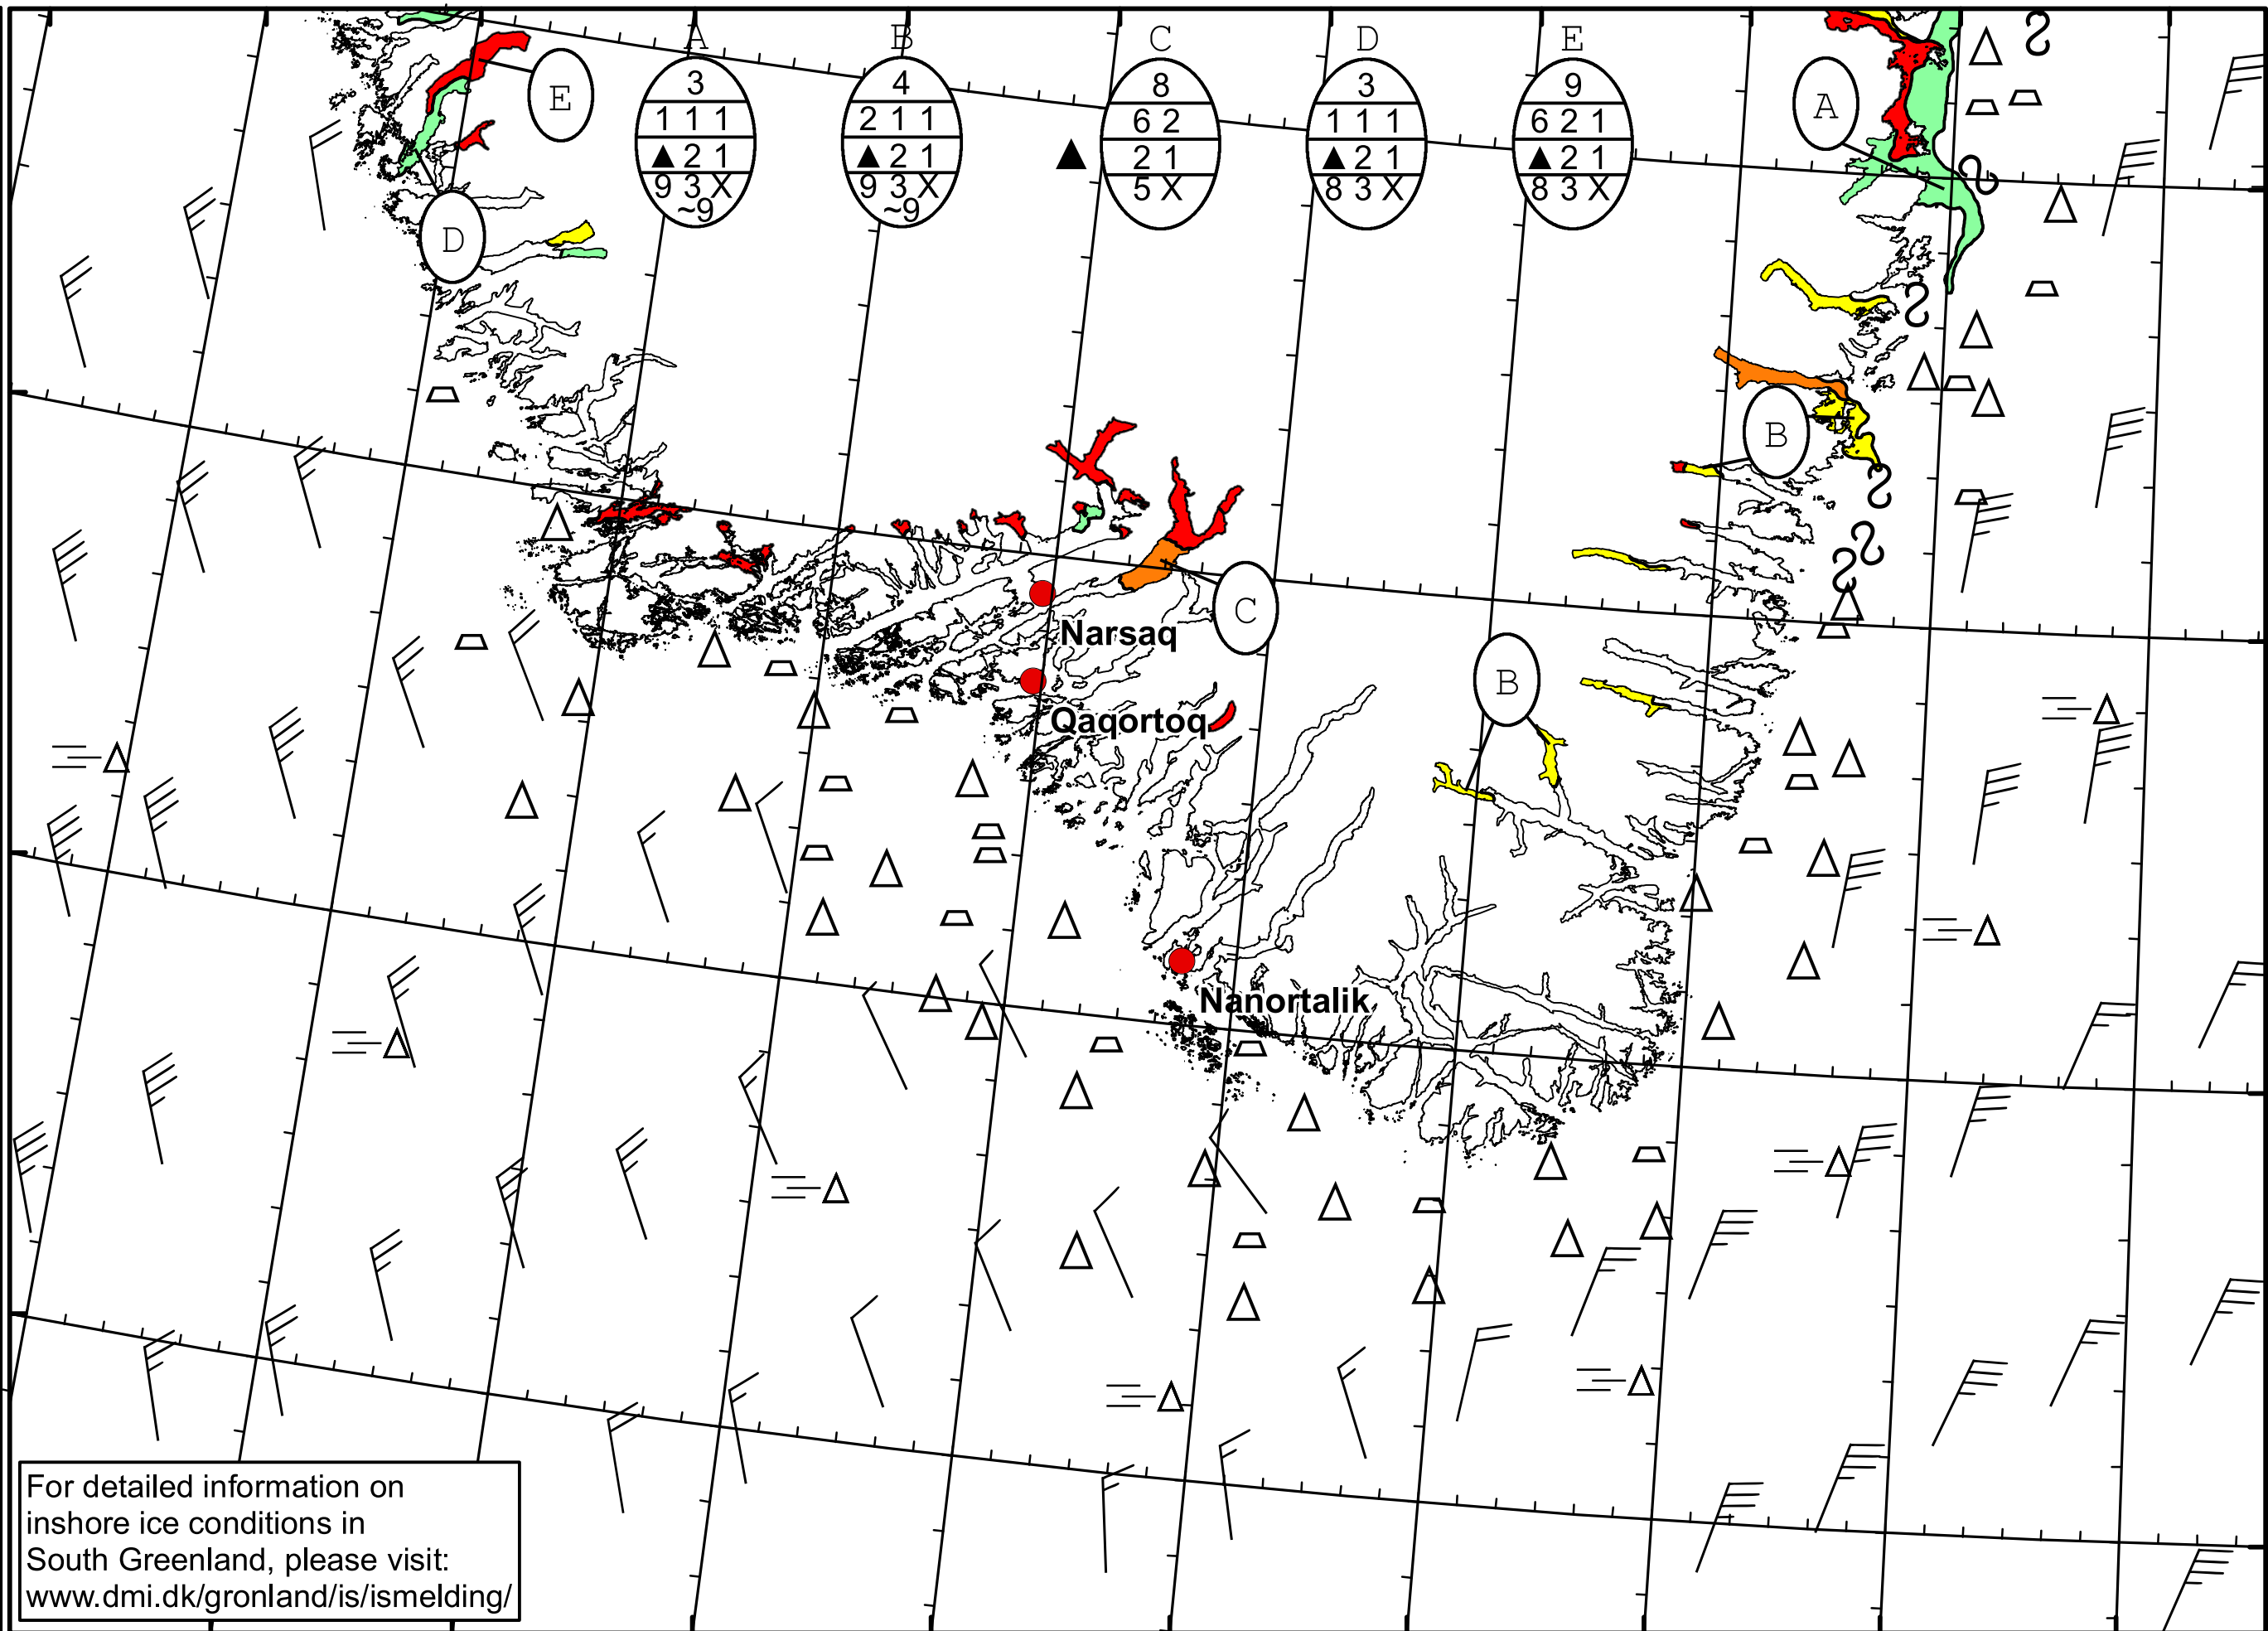 A B C D E
3 4 8 3 9
1 1 1 2 1 1 6 2 1 1 1 6 2 1
▲ 2 1 ▲ 2 1 ▲ 2 1 ▲ 2 1 ▲ 2 1
9 3 X 9 3 X 5 X 8 3 X 8 3 X
~9 ~9
E
A
D
B
C
Narsaq
B
Qaqortoq
Nanortalik
For detailed information on
inshore ice conditions in
South Greenland, please visit:
www.dmi.dk/gronland/is/ismelding/